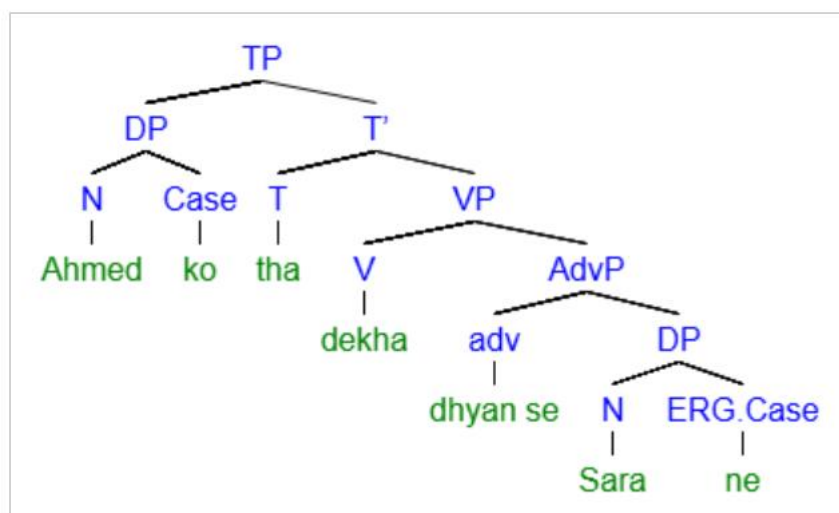 TP
DP T’
N Case T VP
Ahmed ko tha V AdvP
dekha adv DP
dhyan se N ERG.Case
Sara ne